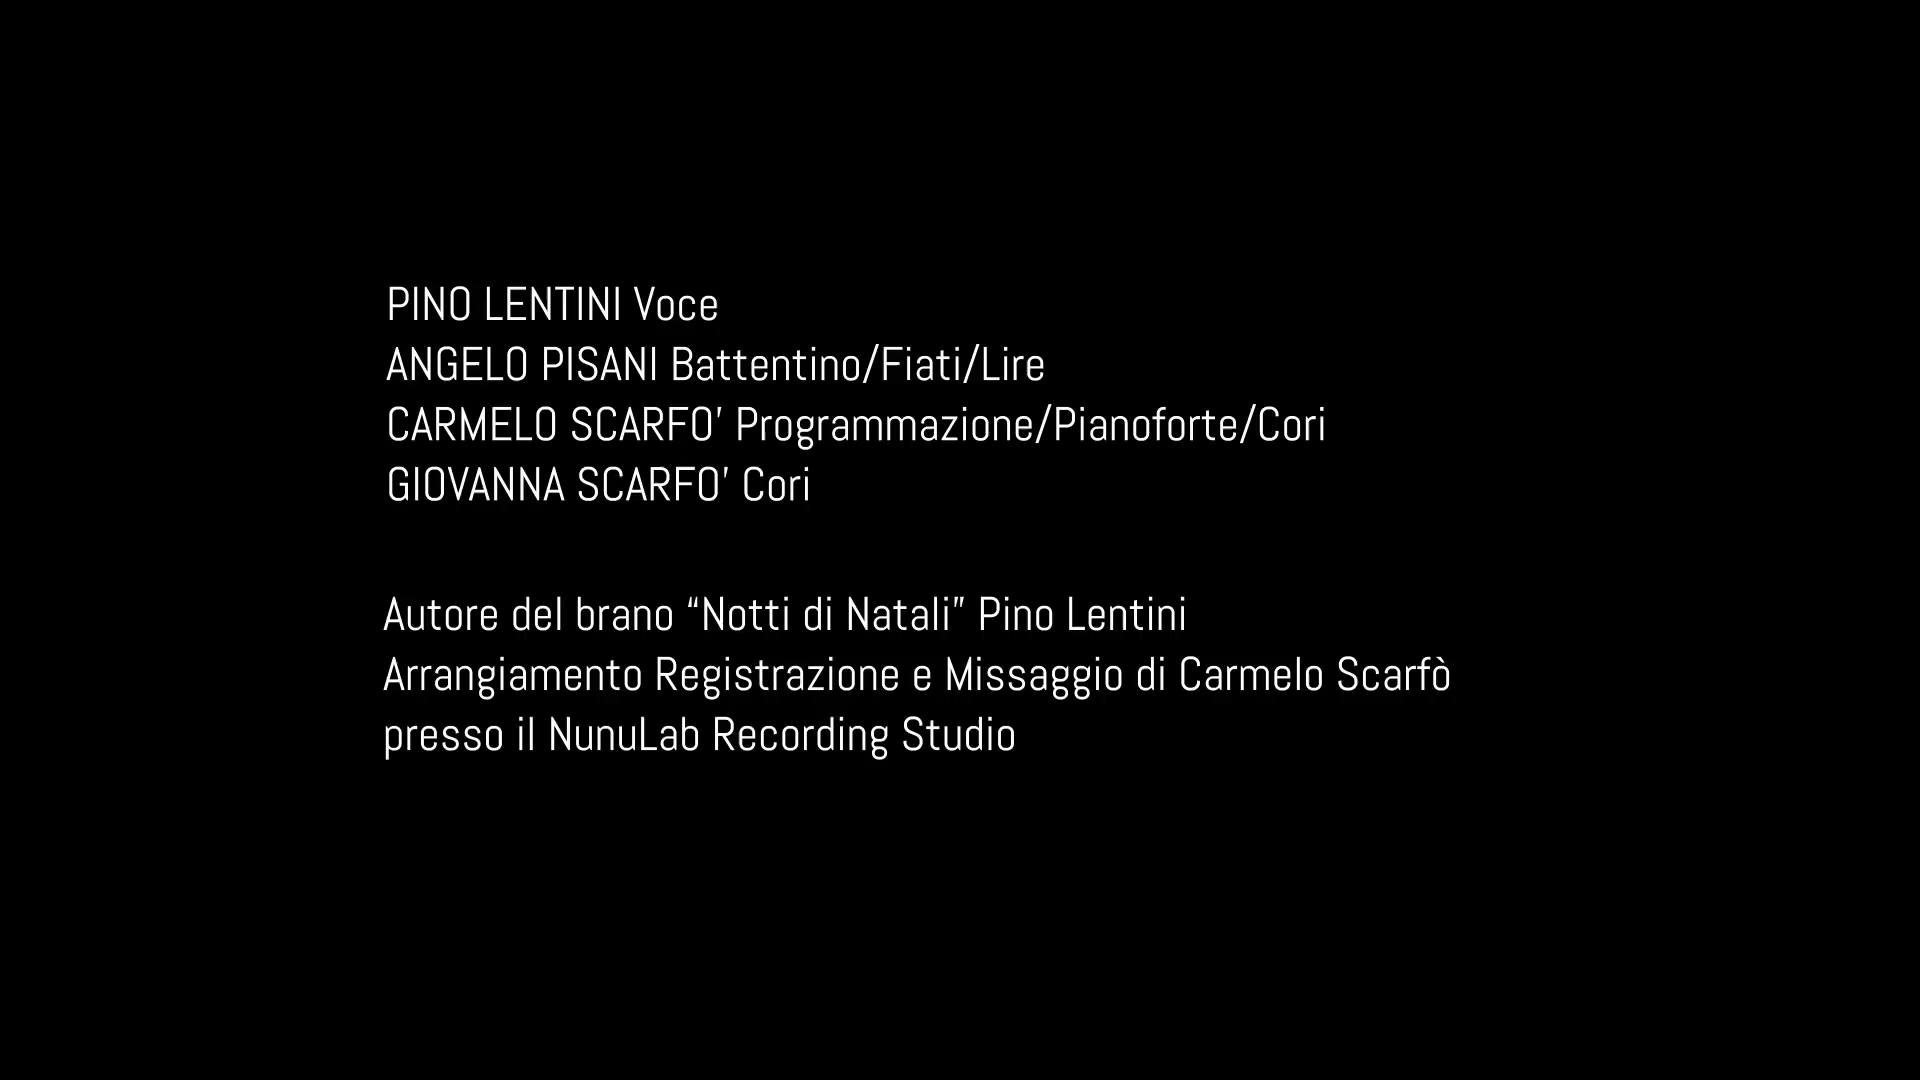 PINO LENTINI Voce
ANGELO PISANI Battentino/Fiati/Lire
CARMELO SCARFO’ Programmazione/Pianoforte/Cori
GIOVANNA SCARFO’ Cori
Autore del brano “Notti di Natali” Pino Lentini
Arrangiamento Registrazione e Missaggio di Carmelo Scarfò
presso il NunuLab Recording Studio